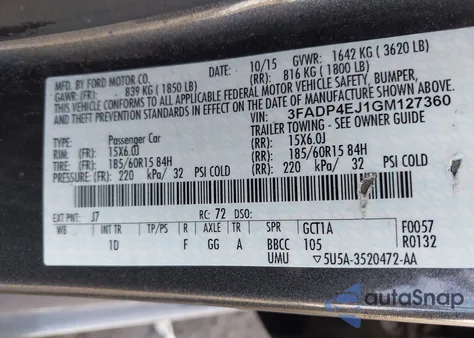 MFD. BY FORD MOTOR CO.
DATE: 10/15 GVWR: 1642 KG ( 3620 LB)
GAWR: (FR): 839 KG ( 1850 LB) (RR): 816 KG ( 1800 LB)
THIS VEHICLE CONFORMS TO ALL APPLICABLE FEDERAL MOTOR VEHICLE SAFETY, BUMPER,
AND THEFT PREVENTION STANDARDS IN EFFECT ON THE DATE OF MANUFACTURE SHOWN ABOVE.
VIN: 3FADP4EJ1GM127360
TYPE: Passenger Car TRAILER TOWING-- SEE OWNER GUIDE
RIM: (FR): 15X6.0J (RR): 15X6.0J
TIRE: (FR): 185/60R15 84H (RR): 185/60R15 84H
PRESSURE: (FR): 220 kPa/ 32 PSI COLD (RR): 220 kPa/ 32 PSI COLD
EXT PNT: J7 RC: 72 DSO: F0057
WB INT TR TP/PS R AXLE TR SPR GCT1A R0132
1D F GG A BBCC 105
UMU ▽5U5A-3520472-AA
autoSnap